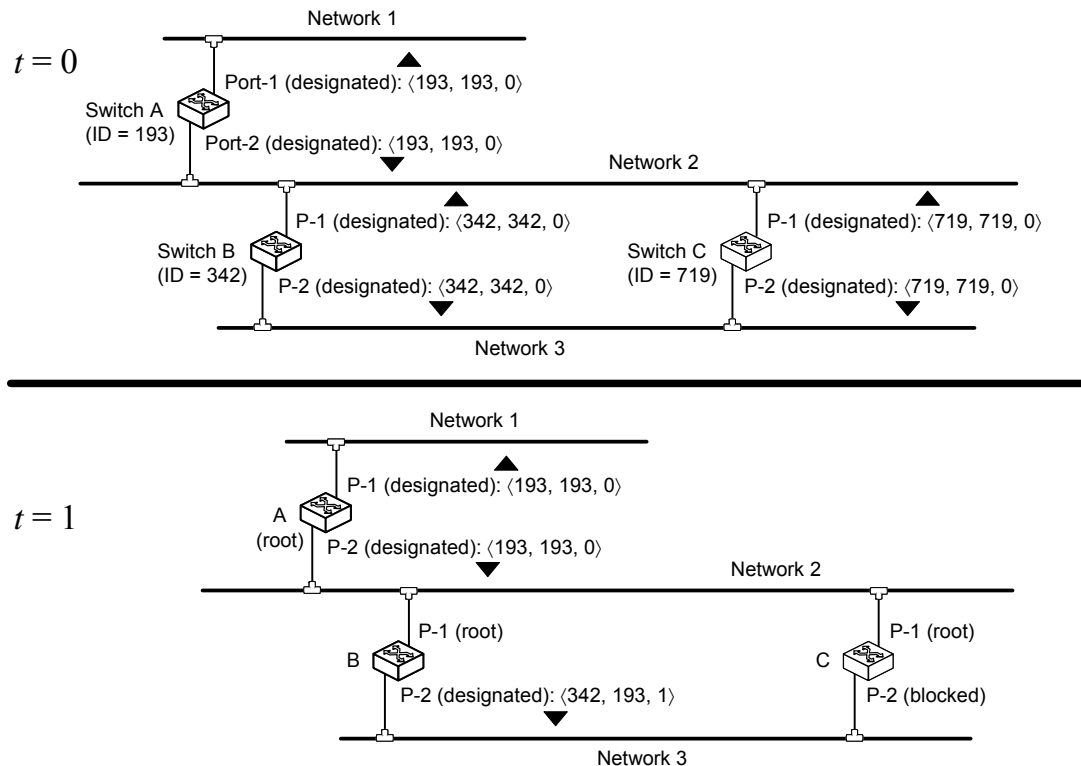 Network 1
t = 0
Port-1 (designated): ⟨193, 193, 0⟩
Switch A
(ID = 193)
Port-2 (designated): ⟨193, 193, 0⟩
Network 2
P-1 (designated): ⟨342, 342, 0⟩
P-1 (designated): ⟨719, 719, 0⟩
Switch B
(ID = 342)
Switch C
(ID = 719)
P-2 (designated): ⟨342, 342, 0⟩
P-2 (designated): ⟨719, 719, 0⟩
Network 3
Network 1
t = 1
P-1 (designated): ⟨193, 193, 0⟩
A
(root)
P-2 (designated): ⟨193, 193, 0⟩
Network 2
P-1 (root)
P-1 (root)
B
C
P-2 (designated): ⟨342, 193, 1⟩
P-2 (blocked)
Network 3